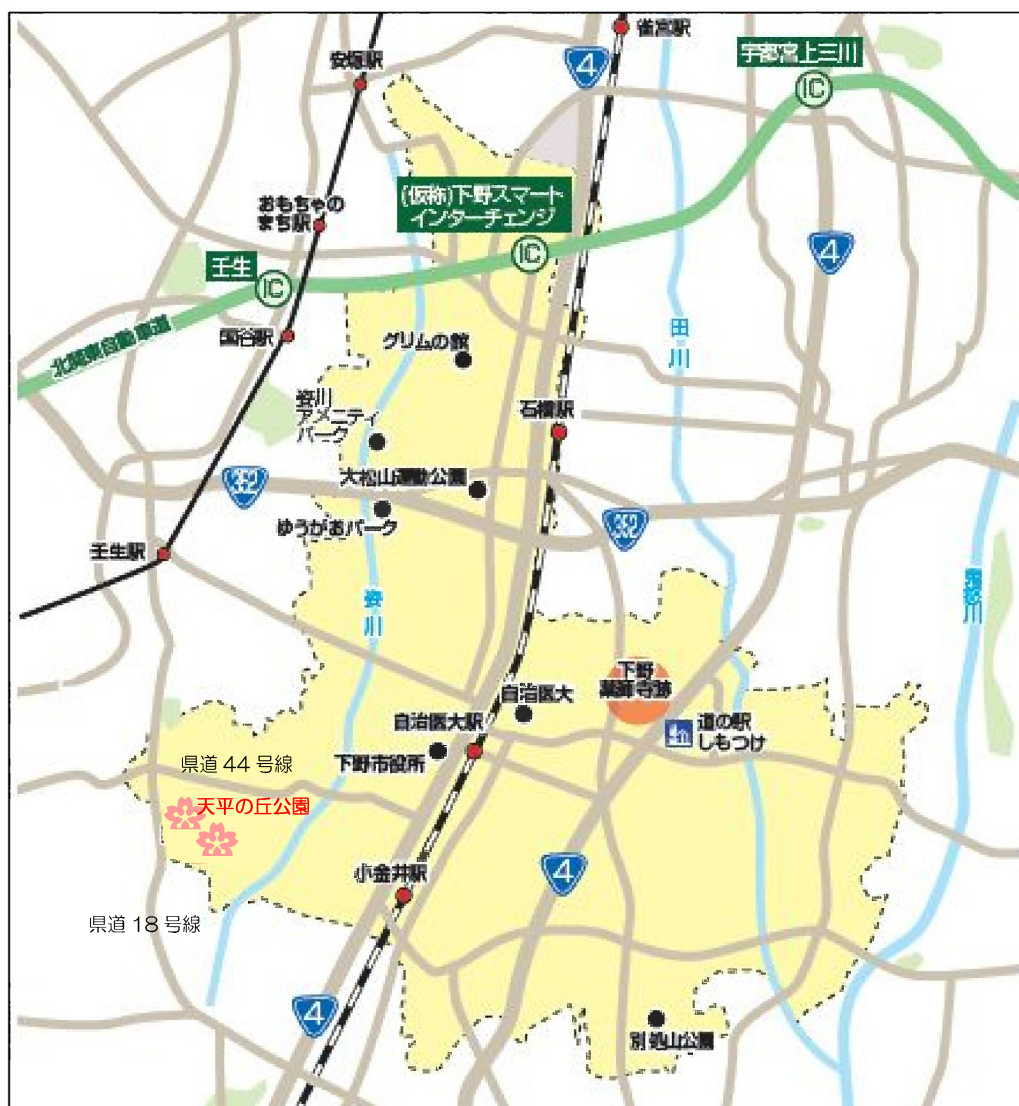 雀宮駅
安塚駅
4
宇都宮上三川
IC
おもちゃの
まち駅
(仮称)下野スマート
インターチェンジ
IC
4
壬生
IC
国谷駅
北関東自動車道
グリムの館
田川
姿川
アメニティ
パーク
石橋駅
352
大松山運動公園
ゆうがおパーク
352
壬生駅
姿川
鬼怒川
下野
薬師寺跡
自治医大
自治医大駅
道の駅
しもつけ
下野市役所
県道 44 号線
天平の丘公園
小金井駅
4
県道 18 号線
4
別処山公園